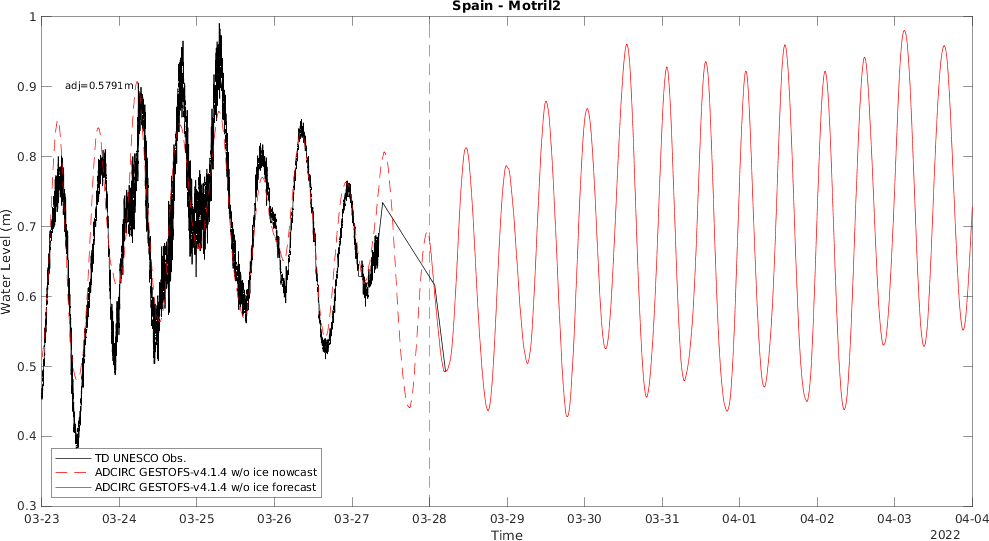 Spain - Motril2
1
0.9
0.8
0.7
0.6
0.5
0.4
0.3
Water Level (m)
adj=0.5791m
TD UNESCO Obs.
ADCIRC GESTOFS-v4.1.4 w/o ice nowcast
ADCIRC GESTOFS-v4.1.4 w/o ice forecast
03-23 03-24 03-25 03-26 03-27 03-28 03-29 03-30 03-31 04-01 04-02 04-03 04-04
Time
2022